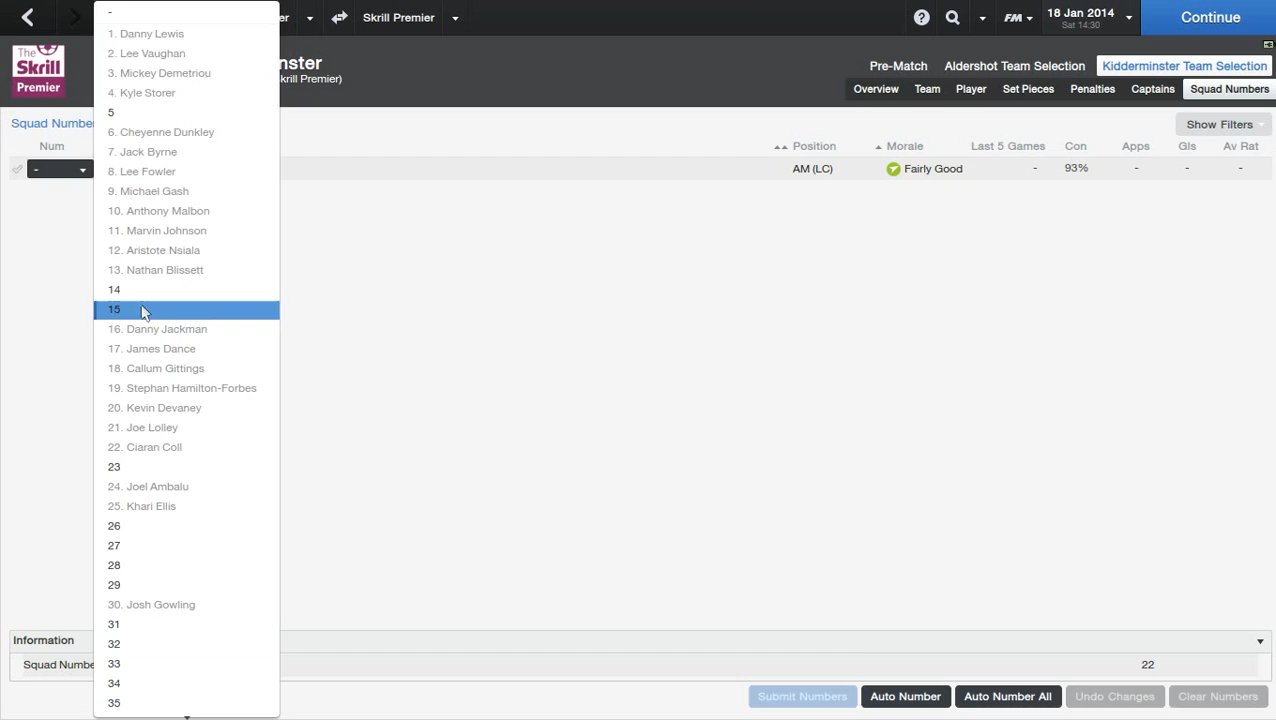 -
er
Skrill Premier
FM
18 Jan 2014
Sat 14:30
Continue
The
Skrill
Premier
nster
krill Premier)
Pre-Match
Aldershot Team Selection
Kidderminster Team Selection
Overview
Team
Player
Set Pieces
Penalties
Captains
Squad Numbers
Squad Number
Show Filters
Num
Position
Morale
Last 5 Games
Con
Apps
Gls
Av Rat
-
AM (LC)
Fairly Good
-
93%
-
-
-
1. Danny Lewis
2. Lee Vaughan
3. Mickey Demetriou
4. Kyle Storer
5
6. Cheyenne Dunkley
7. Jack Byrne
8. Lee Fowler
9. Michael Gash
10. Anthony Malbon
11. Marvin Johnson
12. Aristote Nsiala
13. Nathan Blissett
14
15
16. Danny Jackman
17. James Dance
18. Callum Gittings
19. Stephan Hamilton-Forbes
20. Kevin Devaney
21. Joe Lolley
22. Ciaran Coll
23
24. Joel Ambalu
25. Khari Ellis
26
27
28
29
30. Josh Gowling
31
32
33
34
35
Information
Squad Numbe
22
Submit Numbers
Auto Number
Auto Number All
Undo Changes
Clear Numbers